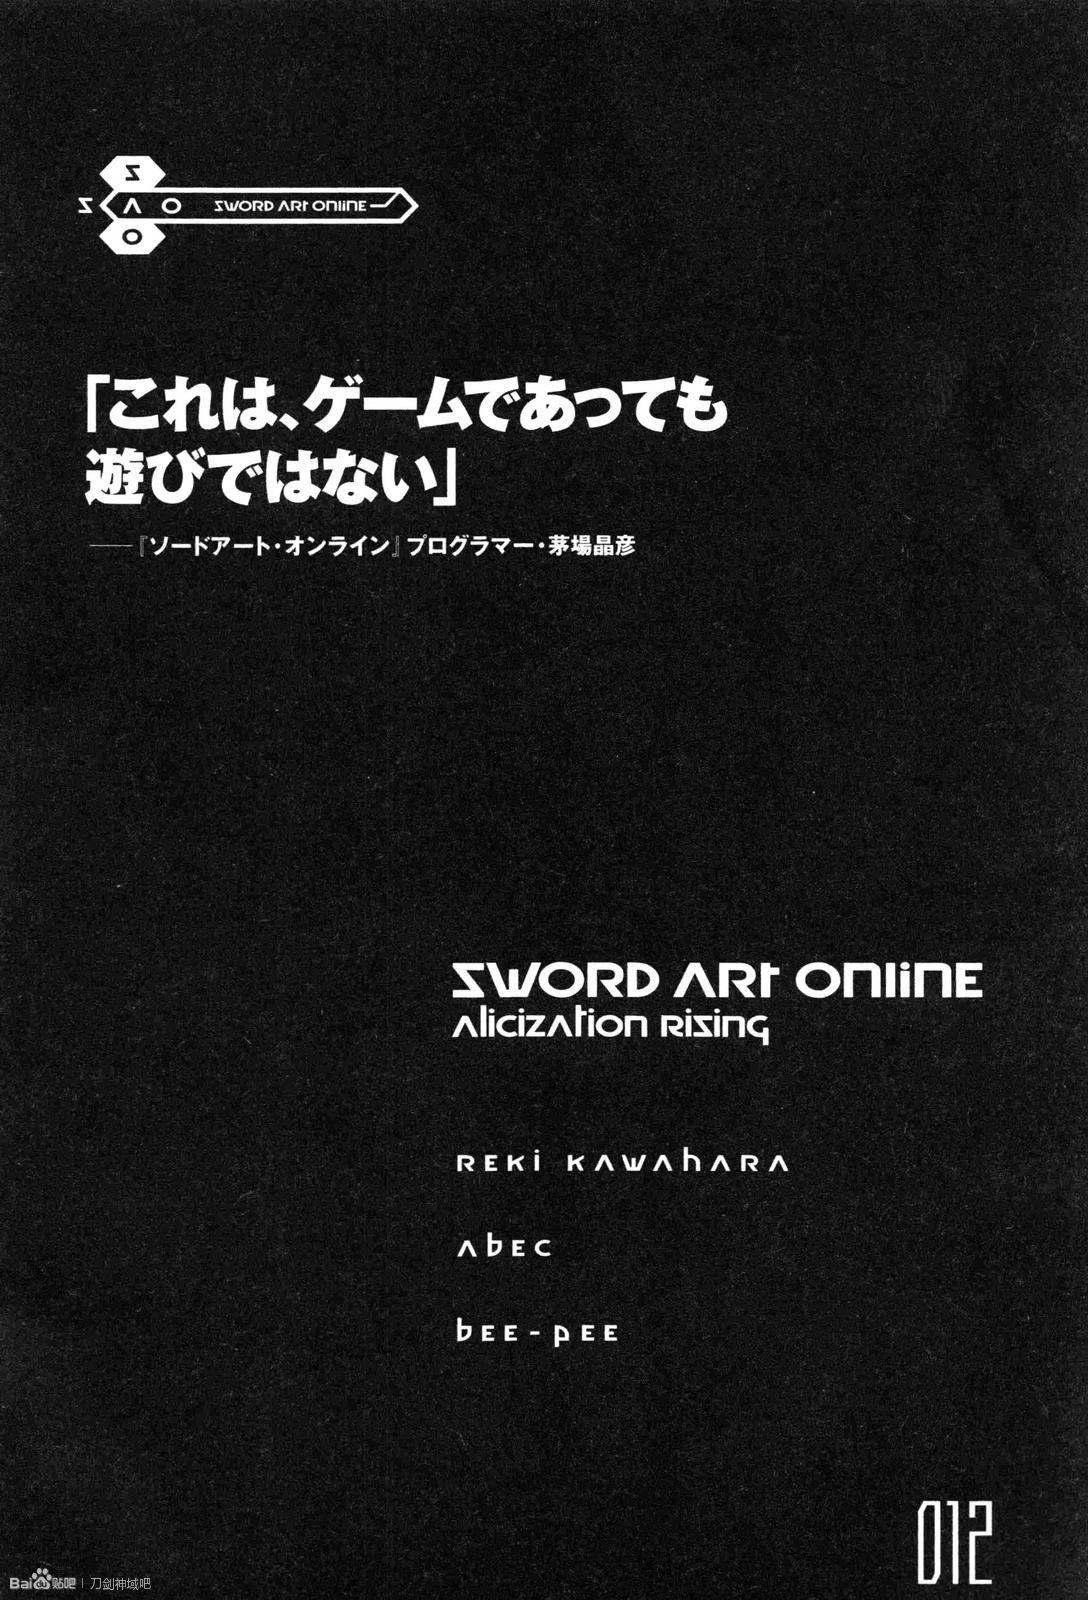 S
S A O SWORD ART ONLINE
O
「これは、ゲームであっても
遊びではない」
――『ソードアート・オンライン』プログラマー・茅場晶彦
SWORD ART ONLINE
Alicization Rising
REKI KAWAHARA
AbEC
bEE-PEE
012
Bai贴吧 | 刀剑神域吧